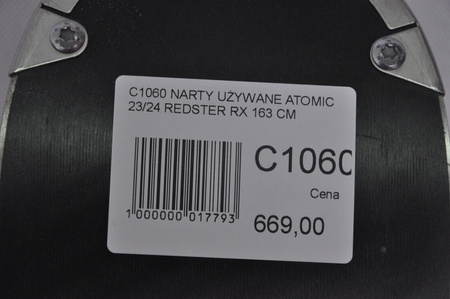 C1060 NARTY UŻYWANE ATOMIC
23/24 REDSTER RX 163 CM
C1060
Cena
1 000000 017793
669,00